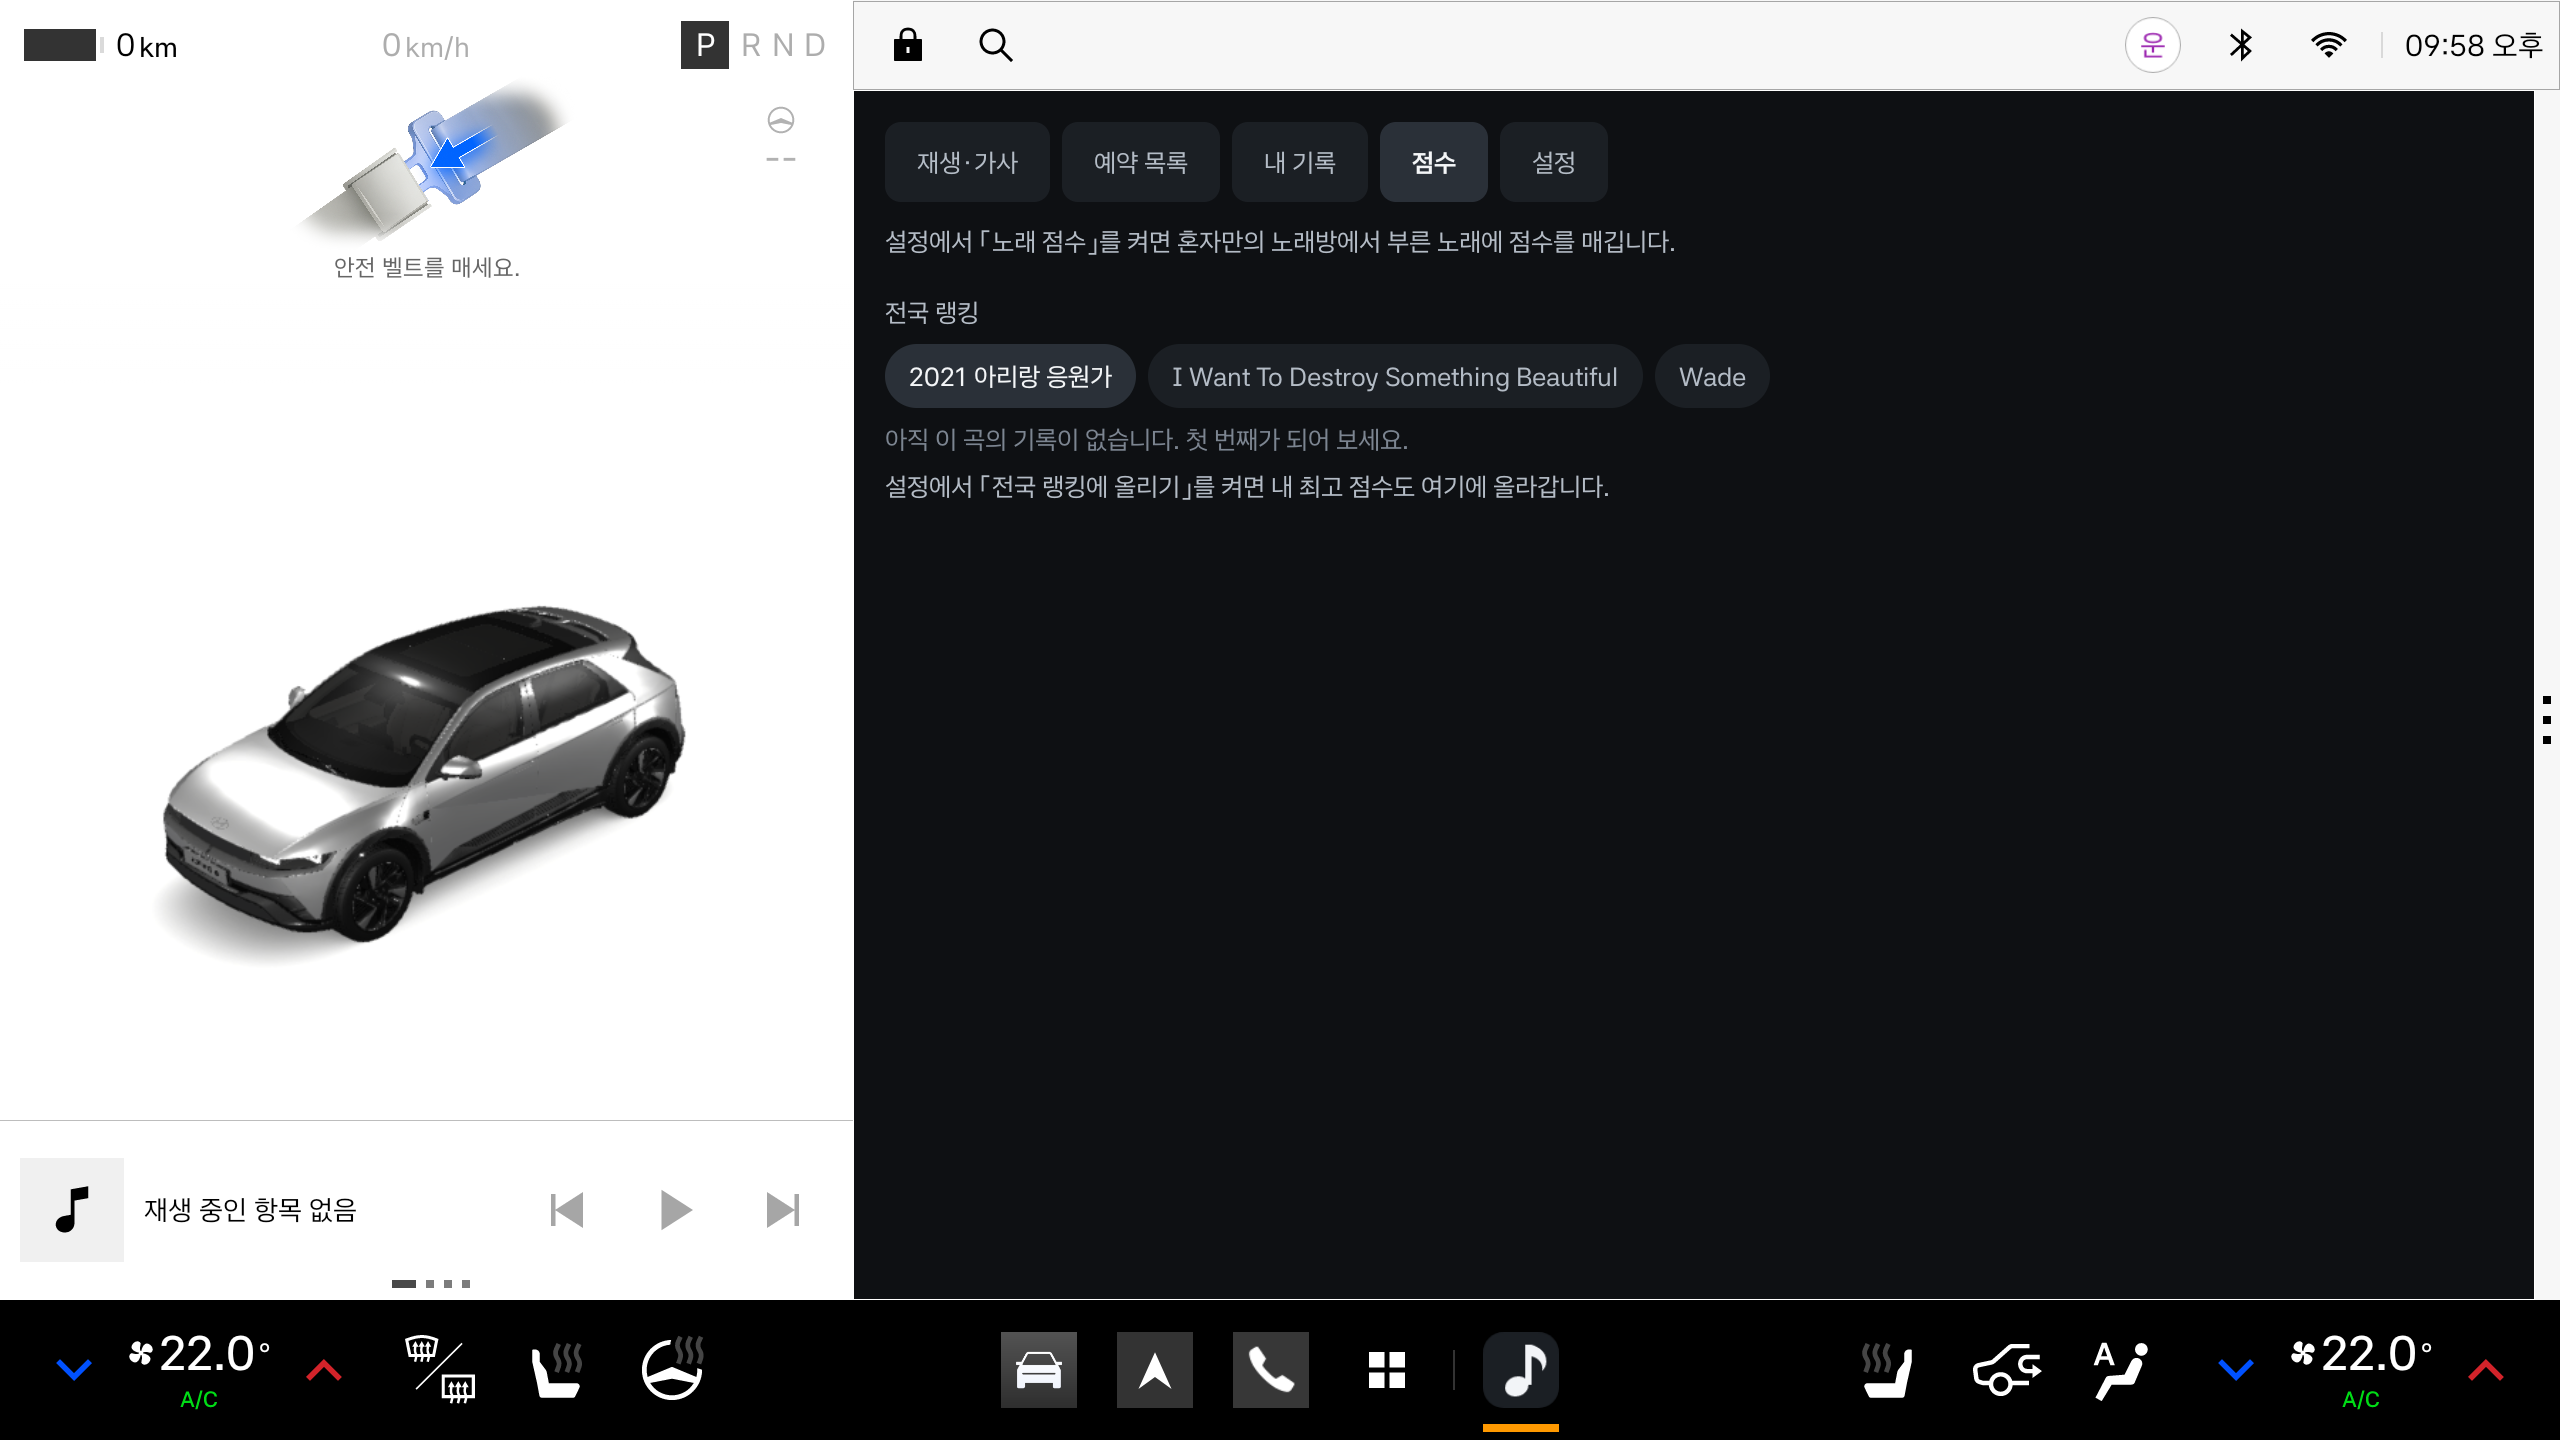 0 km
0 km/h
P R N D
09:58 오후
운
안전 벨트를 매세요.
재생·가사
예약 목록
내 기록
점수
설정
설정에서 「노래 점수」를 켜면 혼자만의 노래방에서 부른 노래에 점수를 매깁니다.
전국 랭킹
2021 아리랑 응원가
I Want To Destroy Something Beautiful
Wade
아직 이 곡의 기록이 없습니다. 첫 번째가 되어 보세요.
설정에서 「전국 랭킹에 올리기」를 켜면 내 최고 점수도 여기에 올라갑니다.
재생 중인 항목 없음
22.0°
A/C
A
22.0°
A/C